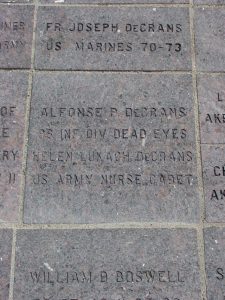 FR JOSEPH DeCRANS
US MARINES 70-73
ALFONSE P DeCRANS
96 INF. DIV. DEAD EYES
HELEN LUKACH DeCRANS
US ARMY NURSE CADET
WILLIAM D BOSWELL